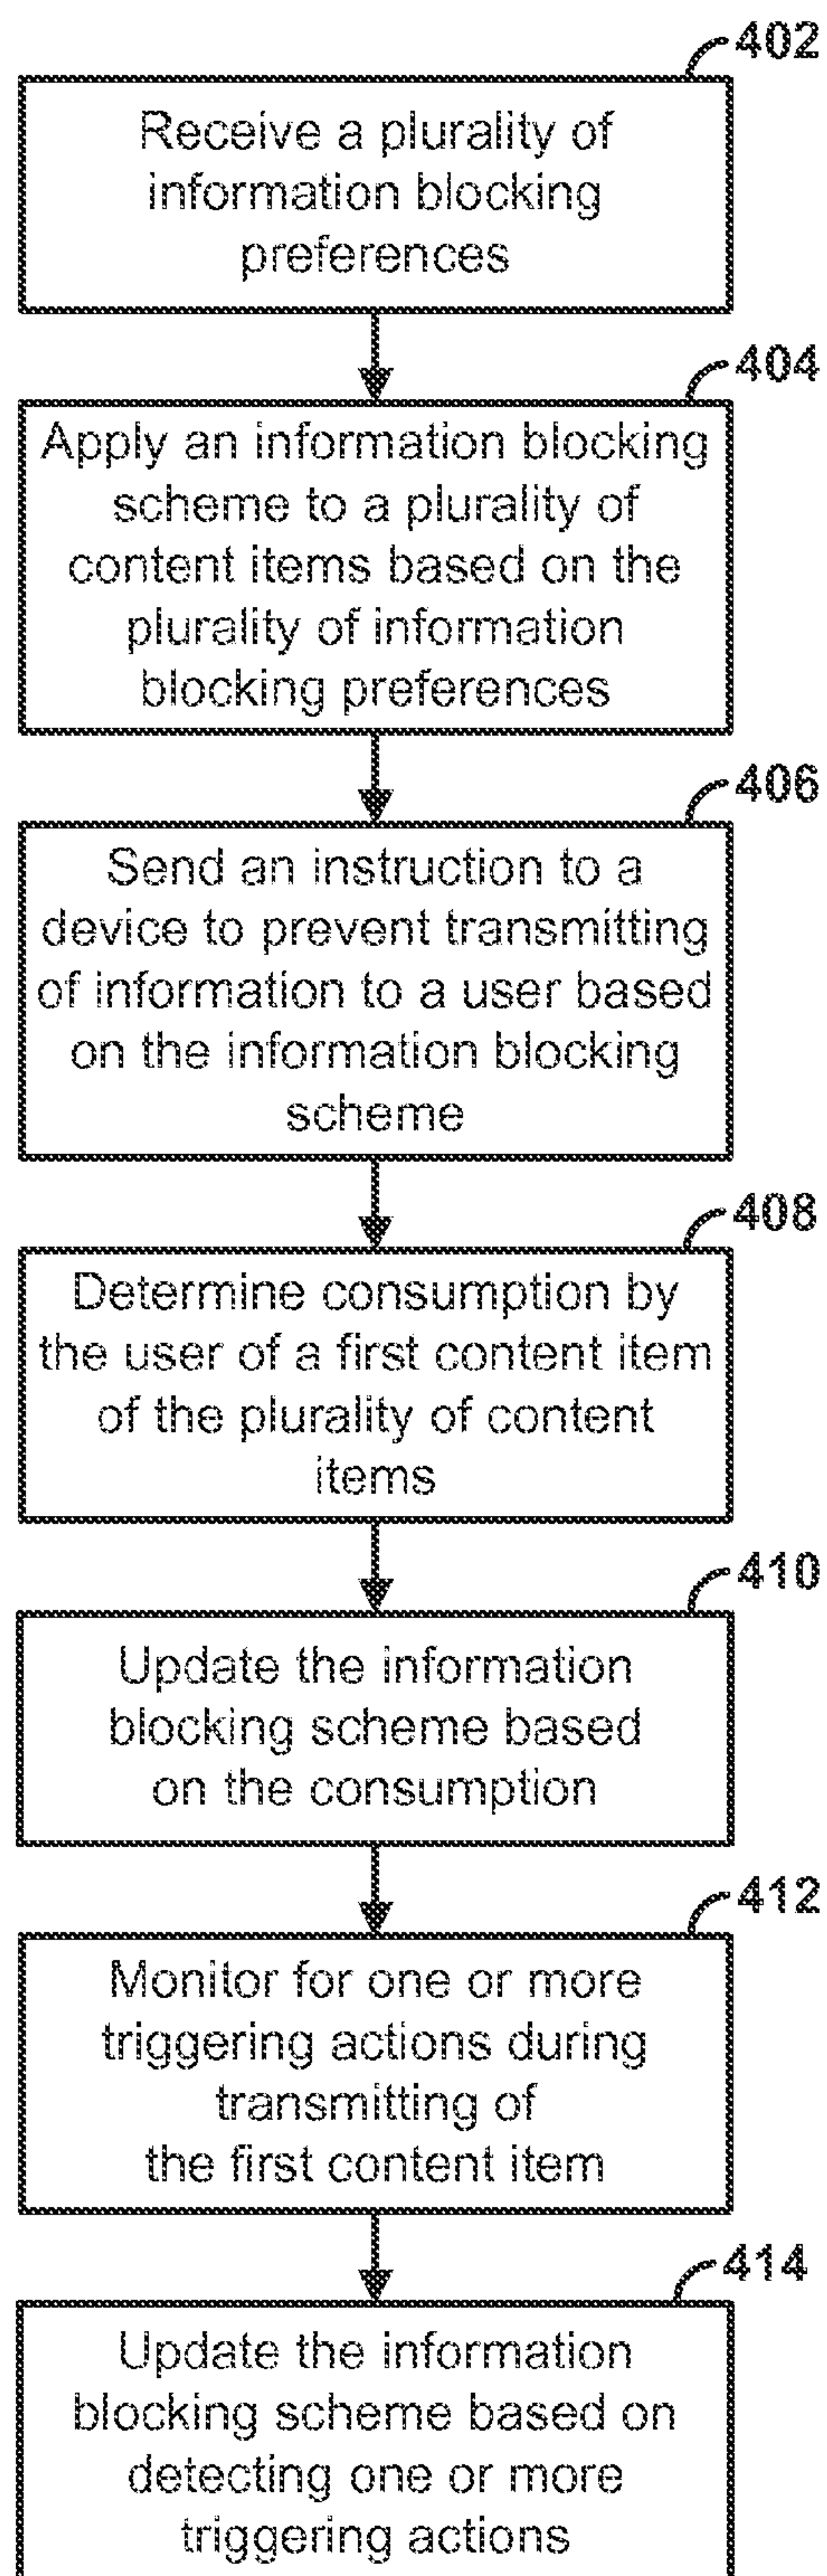 402
Receive a plurality of
information blocking
preferences
404
Apply an information blocking
scheme to a plurality of
content items based on the
plurality of information
blocking preferences
406
Send an instruction to a
device to prevent transmitting
of information to a user based
on the information blocking
scheme
408
Determine consumption by
the user of a first content item
of the plurality of content
items
410
Update the information
blocking scheme based
on the consumption
412
Monitor for one or more
triggering actions during
transmitting of
the first content item
414
Update the information
blocking scheme based on
detecting one or more
triggering actions